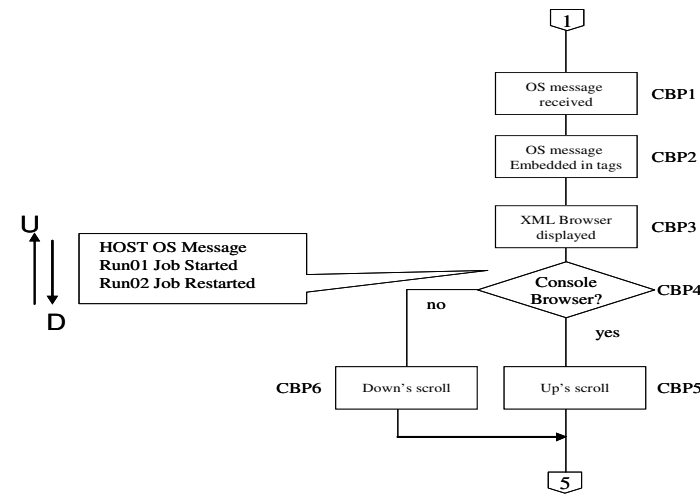 1
OS message
received
CBP1
OS message
Embedded in tags
CBP2
XML Browser
displayed
CBP3
U
D
HOST OS Message
Run01 Job Started
Run02 Job Restarted
Console
Browser?
CBP4
no
yes
CBP6
Down's scroll
Up's scroll
CBP5
5